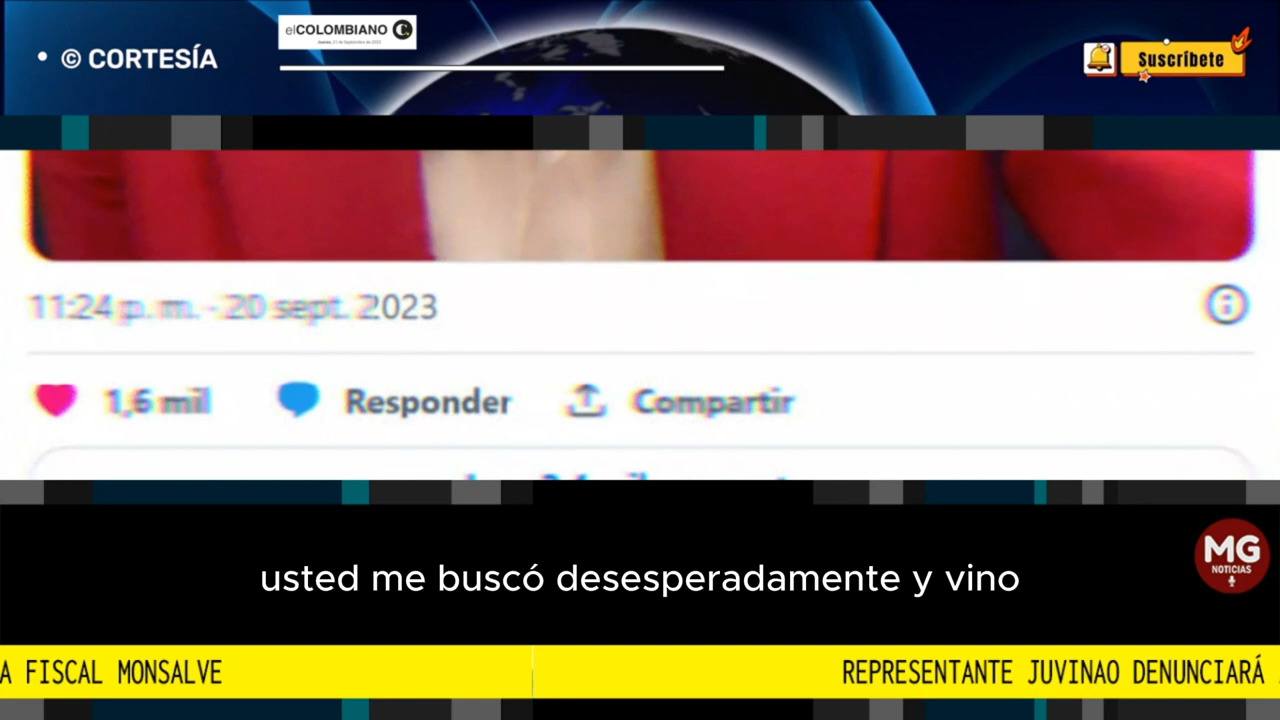 • © CORTESÍA
elCOLOMBIANO
Suscríbete
11:24 p. m. · 20 sept. 2023
1,6 mil
Responder
Compartir
usted me buscó desesperadamente y vino
MG
NOTICIAS
A FISCAL MONSALVE
REPRESENTANTE JUVINAO DENUNCIARÁ